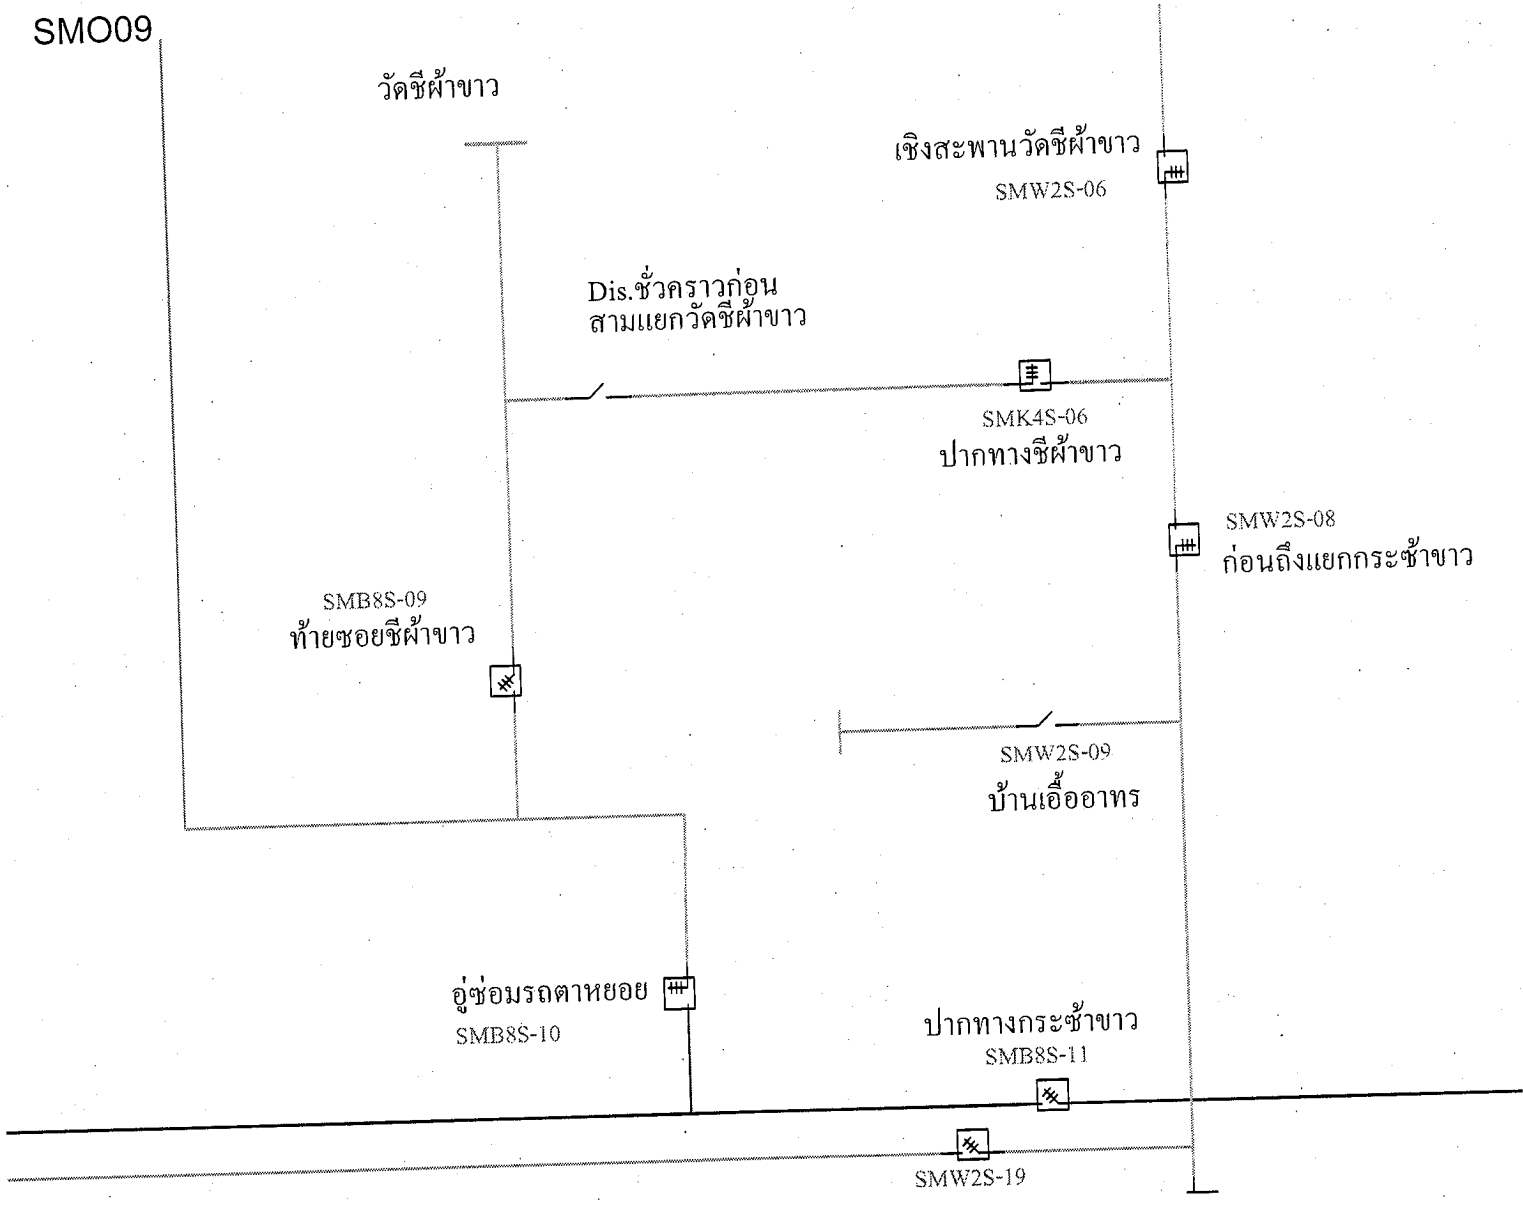 SMO09
วัดชีผ้าขาว
เชิงสะพานวัดชีผ้าขาว
SMW2S-06
Dis.ชั่วคราวก่อน
สามแยกวัดชีผ้าขาว
SMK4S-06
ปากทางชีผ้าขาว
SMW2S-08
ก่อนถึงแยกกระซ้าขาว
SMB8S-09
ท้ายซอยชีผ้าขาว
SMW2S-09
บ้านเอื้ออาทร
อู่ซ่อมรถตาหยอย
SMB8S-10
ปากทางกระซ้าขาว
SMB8S-11
SMW2S-19